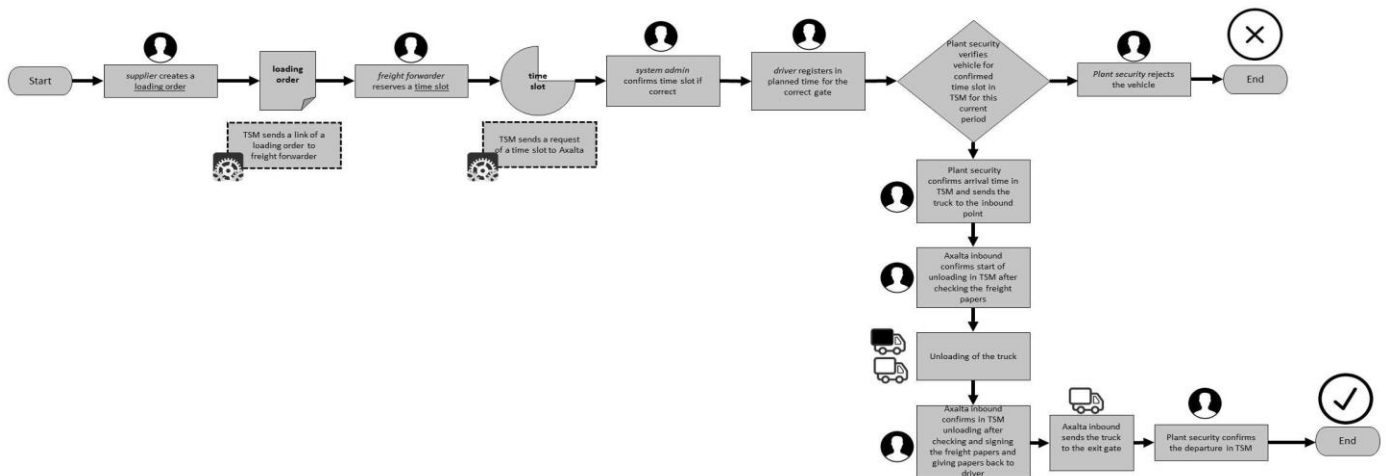 Start
supplier creates a
loading order
loading
order
TSM sends a link of a
loading order to
freight forwarder
freight forwarder
reserves a time slot
time
slot
TSM sends a request
of a time slot to Axalta
system admin
confirms time slot if
correct
driver registers in
planned time for the
correct gate
Plant security
verifies
vehicle for
confirmed
time slot in
TSM for this
current
period
Plant security rejects
the vehicle
End
Plant security
confirms arrival time in
TSM and sends the
truck to the inbound
point
Axalta inbound
confirms start of
unloading in TSM after
checking the freight
papers
Unloading of the truck
Axalta inbound
confirms in TSM
unloading after
checking and signing
the freight papers and
giving papers back to
driver
Axalta inbound
sends the truck
to the exit gate
Plant security confirms
the departure in TSM
End